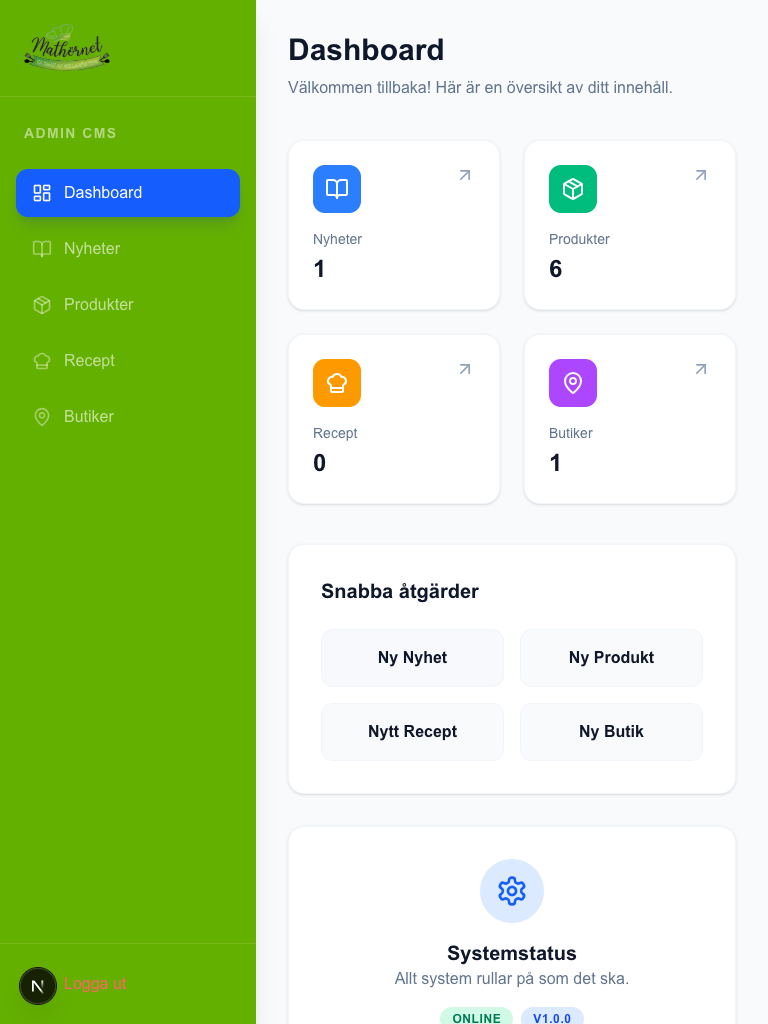 Mathörnet
ADMIN CMS
Dashboard
Nyheter
Produkter
Recept
Butiker
N
Logga ut
Dashboard
Välkommen tillbaka! Här är en översikt av ditt innehåll.
Nyheter
1
Produkter
6
Recept
0
Butiker
1
Snabba åtgärder
Ny Nyhet
Ny Produkt
Nytt Recept
Ny Butik
Systemstatus
Allt system rullar på som det ska.
ONLINE
V1.0.0